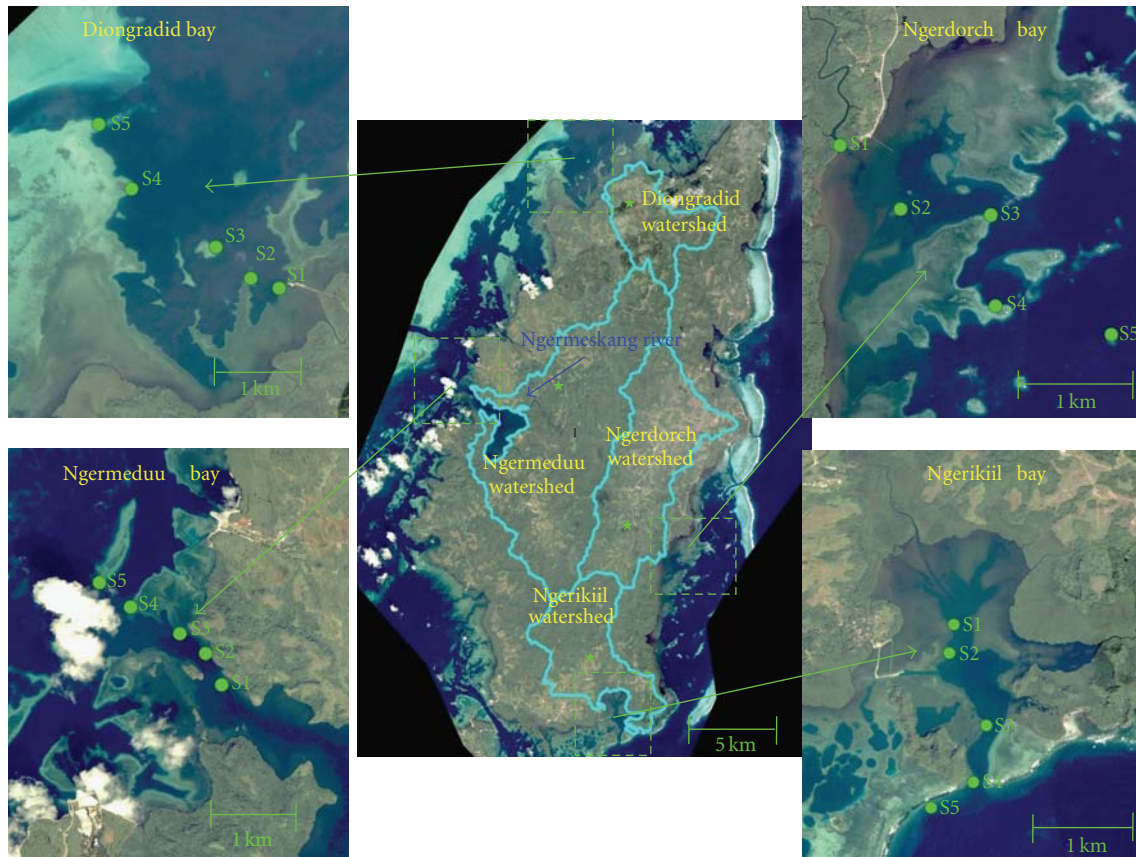 Diongradid bay
S5
S4
S3
S2
S1
1 km
Ngermeduu bay
S5
S4
S3
S2
S1
1 km
Diongradid
watershed
Ngermeskang river
Ngerdorch
watershed
Ngermeduu
watershed
Ngerikiil
watershed
5 km
Ngerdorch bay
S1
S2
S3
S4
S5
1 km
Ngerikiil bay
S1
S2
S3
S4
S5
1 km